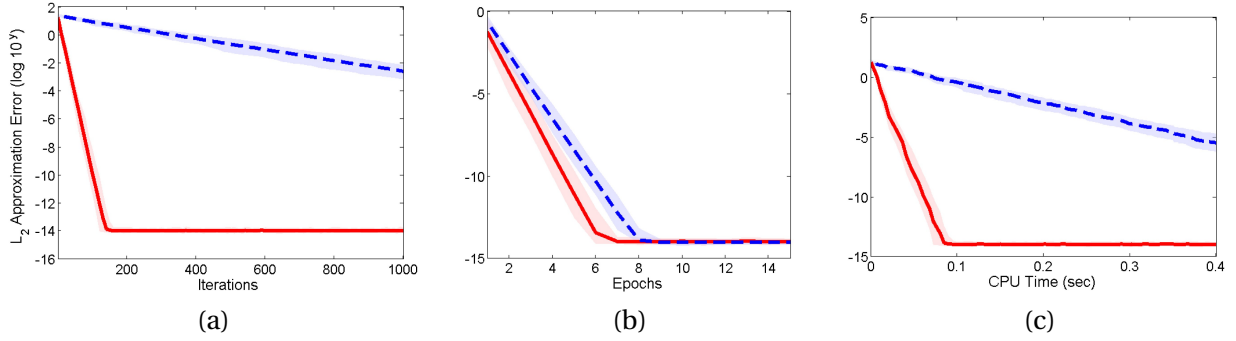 L2 Approximation Error (log 10^y)
2
0
-2
-4
-6
-8
-10
-12
-14
-16
200 400 600 800 1000
Iterations
(a)
0
-5
-10
-15
2 4 6 8 10 12 14
Epochs
(b)
5
0
-5
-10
-15
0 0.1 0.2 0.3 0.4
CPU Time (sec)
(c)